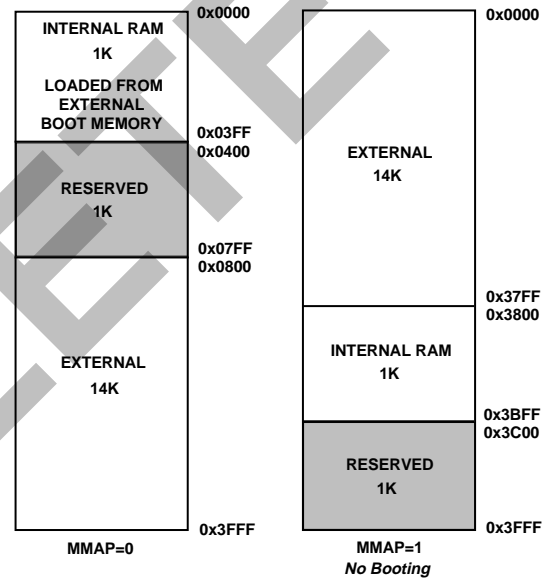 0x0000
INTERNAL RAM
1K
LOADED FROM
EXTERNAL
BOOT MEMORY
0x03FF
0x0400
RESERVED
1K
0x07FF
0x0800
EXTERNAL
14K
0x3FFF
MMAP=0
0x0000
EXTERNAL
14K
0x37FF
0x3800
INTERNAL RAM
1K
0x3BFF
0x3C00
RESERVED
1K
0x3FFF
MMAP=1
No Booting